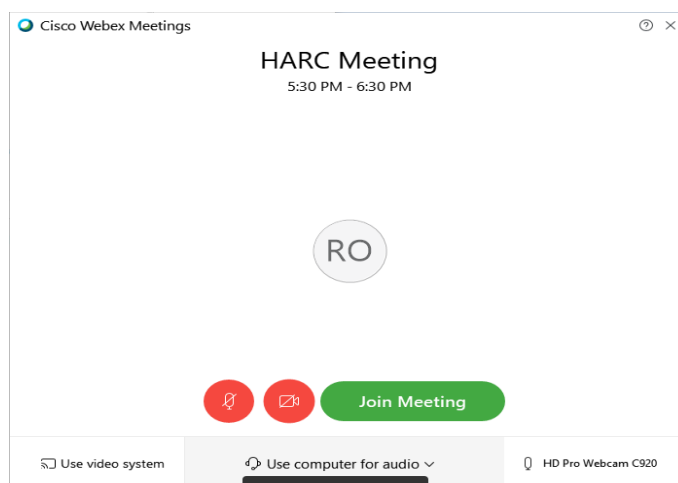 Cisco Webex Meetings
HARC Meeting
5:30 PM - 6:30 PM
RO
Join Meeting
Use video system
Use computer for audio
HD Pro Webcam C920